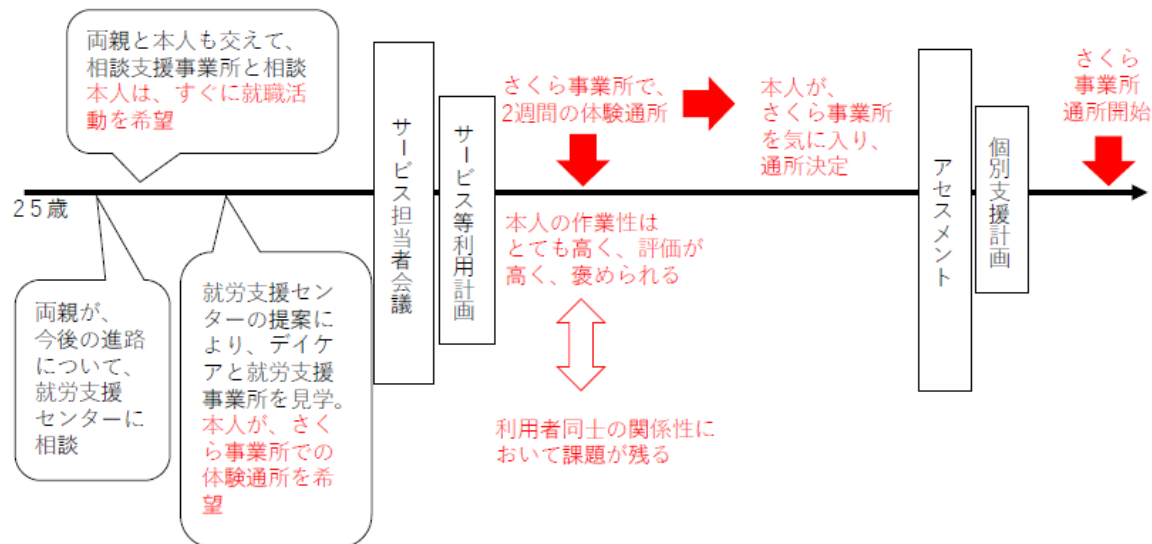 両親と本人も交えて、
相談支援事業所と相談
本人は、すぐに就職活
動を希望
25歳
両親が、
今後の進路
について、
就労支援
センターに
相談
就労支援セン
ターの提案に
より、デイケ
アと就労支援
事業所を見学。
本人が、さく
ら事業所での
体験通所を希
望
サービス担当者会議
サービス等利用計画
さくら事業所で、
2週間の体験通所
本人の作業性は
とても高く、評価が
高く、褒められる
利用者同士の関係性に
おいて課題が残る
本人が、
さくら事業所
を気に入り、
通所決定
アセスメント
個別支援計画
さくら
事業所
通所開始